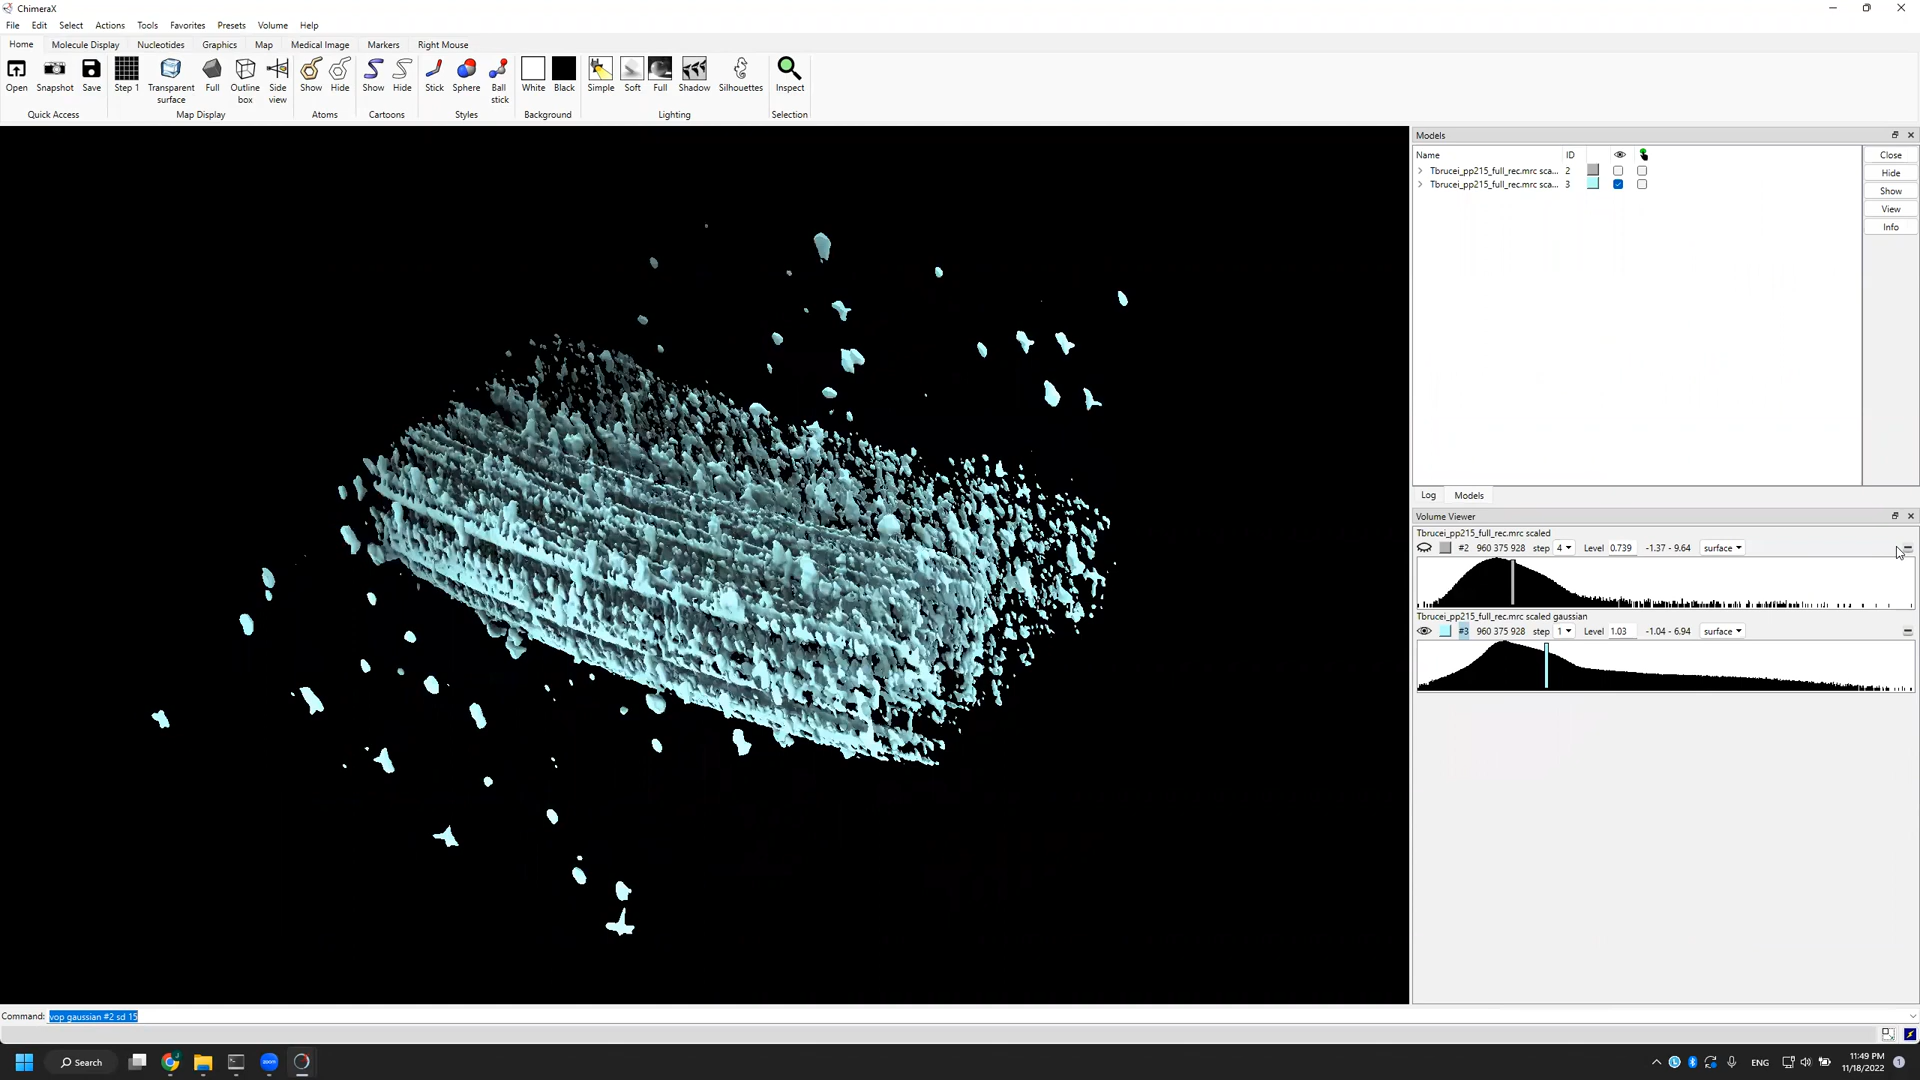 ChimeraX
File Edit Select Actions Tools Favorites Presets Volume Help
Home Molecule Display Nucleotides Graphics Map Medical Image Markers Right Mouse
Open Snapshot Save Step 1 Transparent surface Full Outline box Side view Show Hide Show Hide Stick Sphere Ball stick White Black Simple Soft Full Shadow Silhouettes Inspect
Quick Access Map Display Atoms Cartoons Styles Background Lighting Selection
Models
Name ID Close
Tbrucei_pp215_full_rec.mrc sca... 2 Hide
Tbrucei_pp215_full_rec.mrc sca... 3 Show
View
Info
Log Models
Volume Viewer
Tbrucei_pp215_full_rec.mrc scaled
#2 960 375 928 step 4 Level 0.739 -1.37 - 9.64 surface
Tbrucei_pp215_full_rec.mrc scaled gaussian
#3 960 375 928 step 1 Level 1.03 -1.04 - 6.94 surface
Command: vop gaussian #2 sd 15
Search zoom ENG 11:49 PM
11/18/2022 1